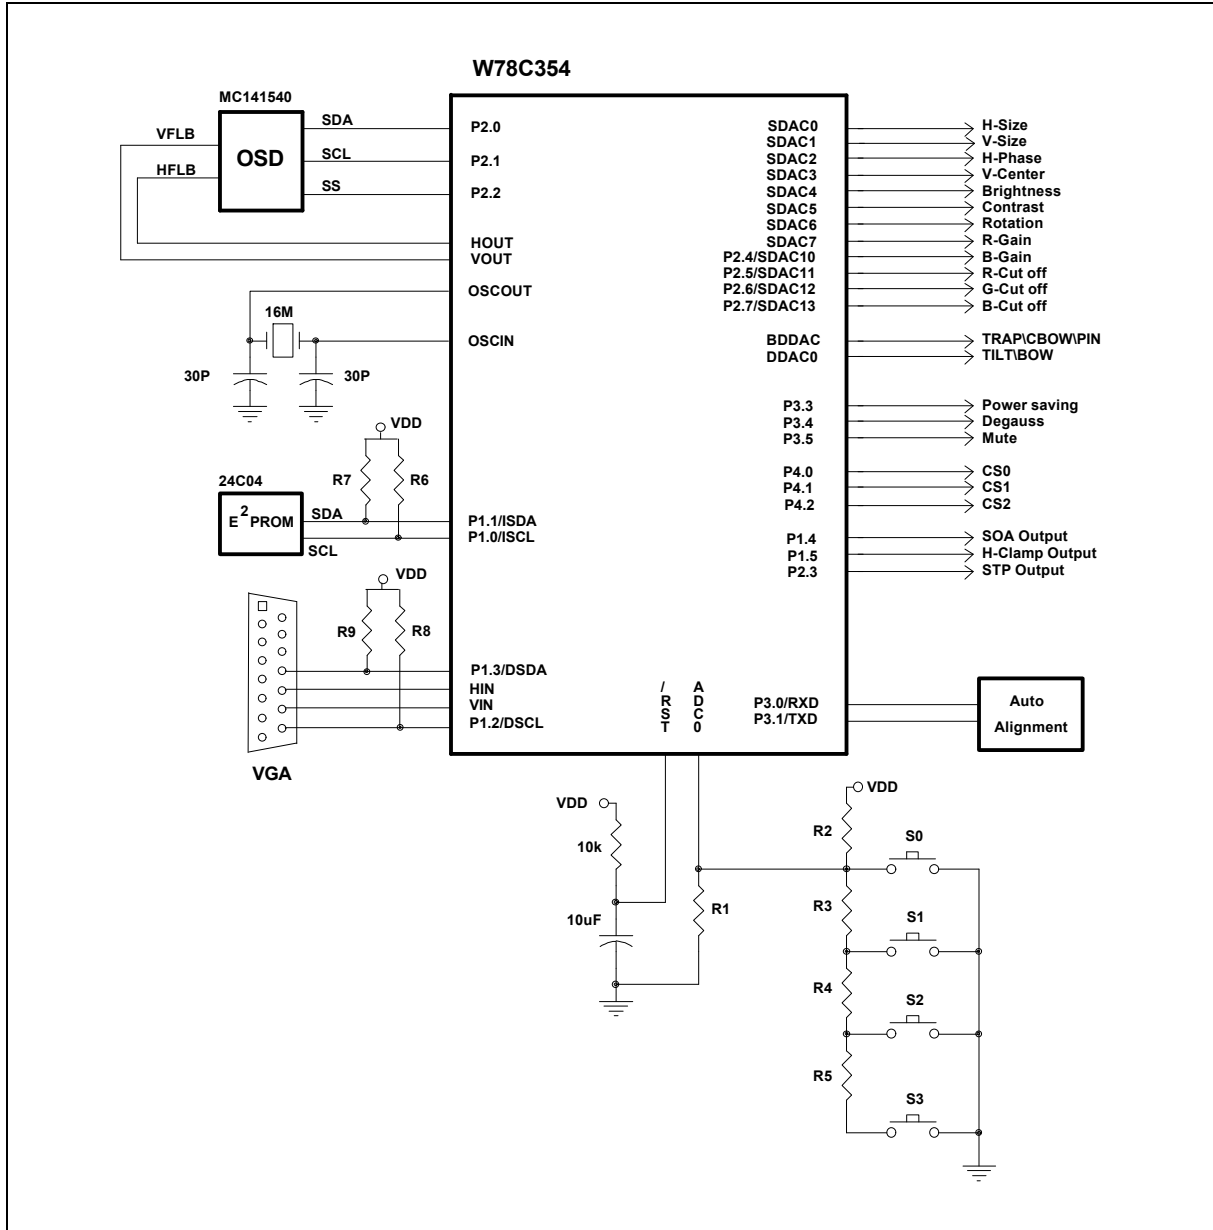 W78C354
MC141540
OSD
VFLB
HFLB
SDA
SCL
SS
P2.0
P2.1
P2.2
HOUT
VOUT
OSCOUT
OSCIN
16M
30P
30P
VDD
R7
R6
24C04
E2PROM
SDA
SCL
P1.1/ISDA
P1.0/ISCL
VDD
R9
R8
P1.3/DSDA
HIN
VIN
P1.2/DSCL
VGA
SDAC0 H-Size
SDAC1 V-Size
SDAC2 H-Phase
SDAC3 V-Center
SDAC4 Brightness
SDAC5 Contrast
SDAC6 Rotation
SDAC7 R-Gain
P2.4/SDAC10 B-Gain
P2.5/SDAC11 R-Cut off
P2.6/SDAC12 G-Cut off
P2.7/SDAC13 B-Cut off
BDDAC TRAP\CBOW\PIN
DDAC0 TILT\BOW
P3.3 Power saving
P3.4 Degauss
P3.5 Mute
P4.0 CS0
P4.1 CS1
P4.2 CS2
P1.4 SOA Output
P1.5 H-Clamp Output
P2.3 STP Output
/RST
ADC0
P3.0/RXD
P3.1/TXD
Auto
Alignment
VDD
10k
10uF
R1
VDD
R2
S0
R3
S1
R4
S2
R5
S3